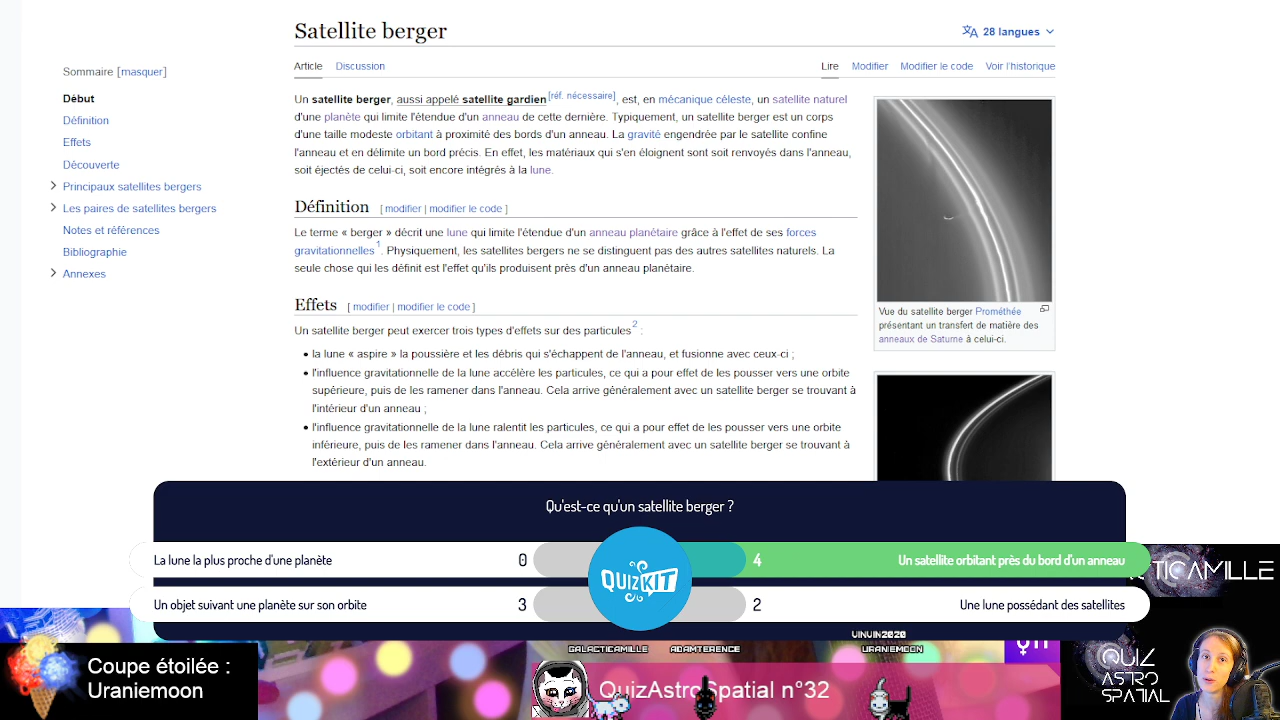 Satellite berger
28 langues
Sommaire [masquer]
Article Discussion
Lire Modifier Modifier le code Voir l'historique
Début
Définition
Effets
Découverte
Principaux satellites bergers
Les paires de satellites bergers
Notes et références
Bibliographie
Annexes
Un satellite berger, aussi appelé satellite gardien[réf. nécessaire], est, en mécanique céleste, un satellite naturel
d'une planète qui limite l'étendue d'un anneau de cette dernière. Typiquement, un satellite berger est un corps
d'une taille modeste orbitant à proximité des bords d'un anneau. La gravité engendrée par le satellite confine
l'anneau et en délimite un bord précis. En effet, les matériaux qui s'en éloignent sont soit renvoyés dans l'anneau,
soit éjectés de celui-ci, soit encore intégrés à la lune.
Définition [ modifier | modifier le code ]
Le terme « berger » décrit une lune qui limite l'étendue d'un anneau planétaire grâce à l'effet de ses forces
gravitationnelles1. Physiquement, les satellites bergers ne se distinguent pas des autres satellites naturels. La
seule chose qui les définit est l'effet qu'ils produisent près d'un anneau planétaire.
Effets [ modifier | modifier le code ]
Un satellite berger peut exercer trois types d'effets sur des particules2 :
• la lune « aspire » la poussière et les débris qui s'échappent de l'anneau, et fusionne avec ceux-ci ;
• l'influence gravitationnelle de la lune accélère les particules, ce qui a pour effet de les pousser vers une orbite
supérieure, puis de les ramener dans l'anneau. Cela arrive généralement avec un satellite berger se trouvant à
l'intérieur d'un anneau ;
• l'influence gravitationnelle de la lune ralentit les particules, ce qui a pour effet de les pousser vers une orbite
inférieure, puis de les ramener dans l'anneau. Cela arrive généralement avec un satellite berger se trouvant à
l'extérieur d'un anneau.
Vue du satellite berger Prométhée
présentant un transfert de matière des
anneaux de Saturne à celui-ci.
Qu'est-ce qu'un satellite berger ?
La lune la plus proche d'une planète 0
4 Un satellite orbitant près du bord d'un anneau
QUIZKIT
Un objet suivant une planète sur son orbite 3
2 Une lune possédant des satellites
TICAMILLE
VINVIN2020
GALACTICAMILLE ADAMTERENCE URANIEMOON
Coupe étoilée :
Uraniemoon
QuizAstroSpatial n°32
QUIZ
ASTRO
SPATIAL